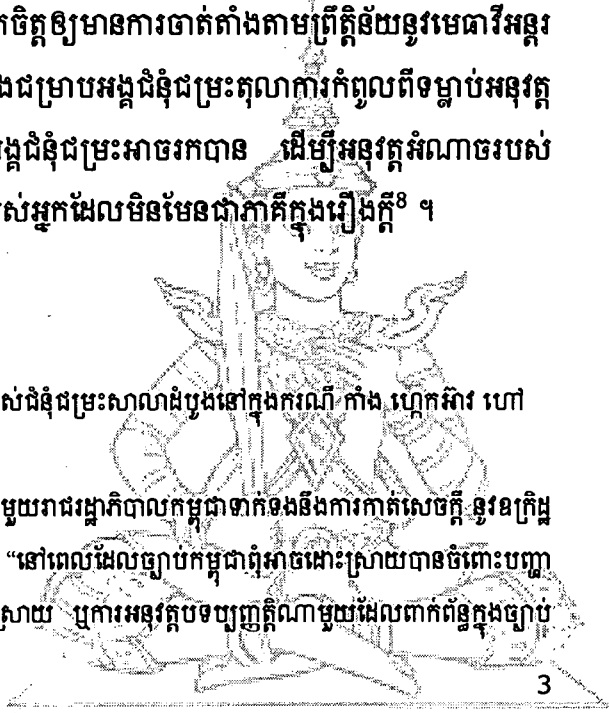 កចិត្តឲ្យមានការចាត់តាំងតាមព្រឹត្តិន័យនូវមេធាវីអន្តរ
ងជម្រាបអង្គជំនុំជម្រះតុលាការកំពូលពីទម្លាប់អនុវត្ត
ង្គជំនុំជម្រះអាចរកបាន ដើម្បីអនុវត្តអំណាចរបស់
រស់អ្នកដែលមិនមែនជាភាគីក្នុងរឿងក្តី8 ។
ស់ជំនុំជម្រះសាលាដំបូងនៅក្នុងករណី កាំង ហ្គេកអ៊ាវ ហៅ
មួយរាជរដ្ឋាភិបាលកម្ពុជាទាក់ទងនឹងការកាត់សេចក្តី នូវឧក្រិដ្ឋ
“នៅពេលដែលច្បាប់កម្ពុជាពុំអាចដោះស្រាយបានចំពោះបញ្ហា
ស្រាយ ឬការអនុវត្តបទប្បញ្ញត្តិណាមួយដែលពាក់ព័ន្ធក្នុងច្បាប់
3